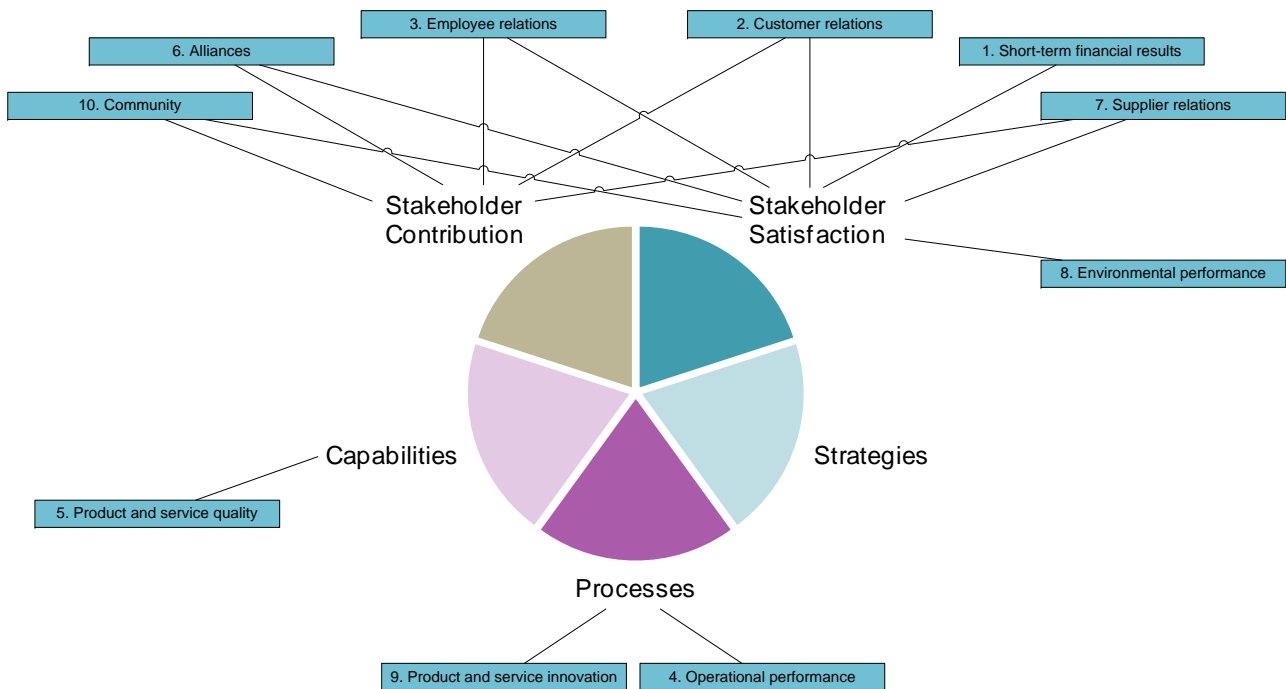 3. Employee relations
2. Customer relations
6. Alliances
1. Short-term financial results
10. Community
7. Supplier relations
Stakeholder
Contribution
Stakeholder
Satisfaction
8. Environmental performance
Capabilities
Strategies
5. Product and service quality
Processes
9. Product and service innovation
4. Operational performance